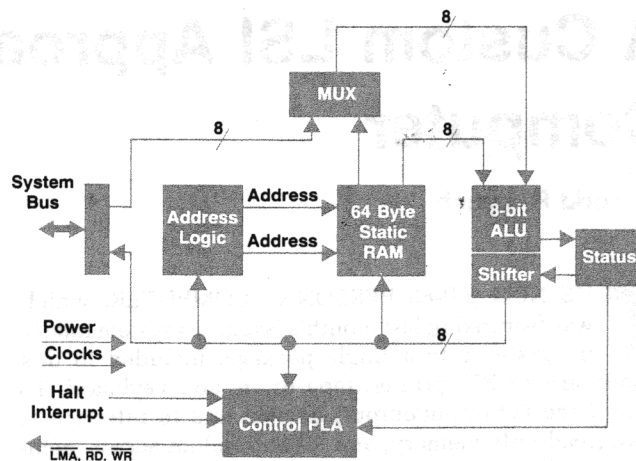 8
MUX
8
8
System
Bus
Address
Logic
Address
Address
64 Byte
Static
RAM
8-bit
ALU
Shifter
Status
8
Power
Clocks
Halt
Interrupt
Control PLA
LMA, RD, WR